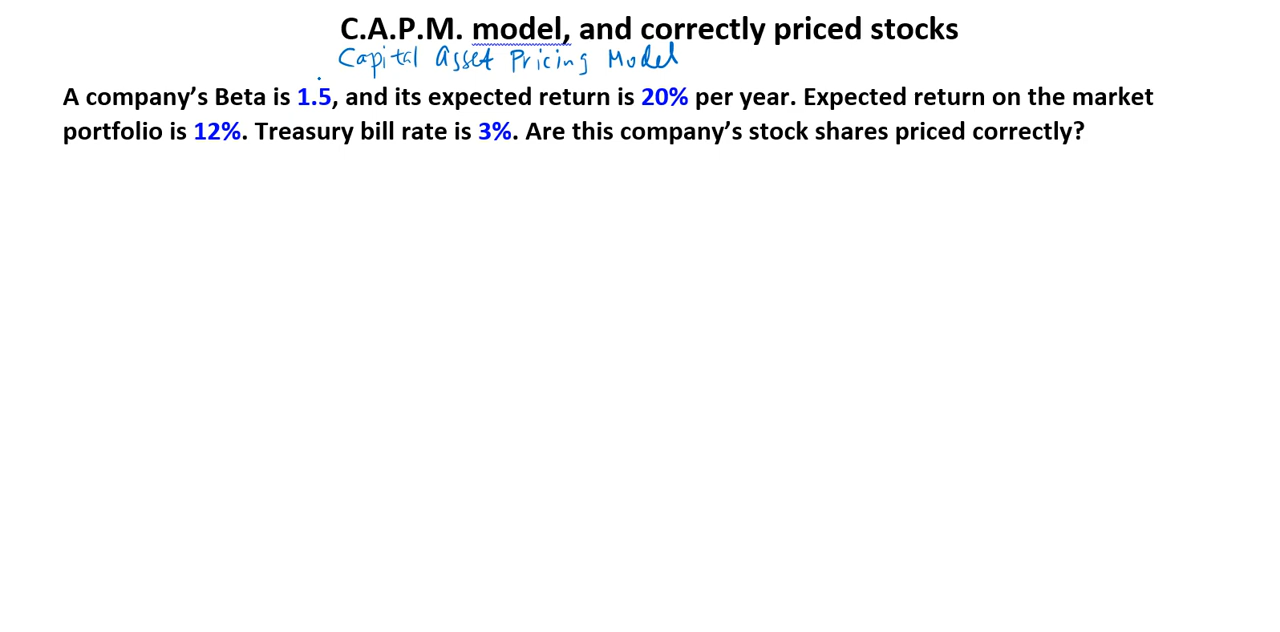 C.A.P.M. model, and correctly priced stocks
Capital Asset Pricing Model
A company’s Beta is 1.5, and its expected return is 20% per year. Expected return on the market
portfolio is 12%. Treasury bill rate is 3%. Are this company’s stock shares priced correctly?